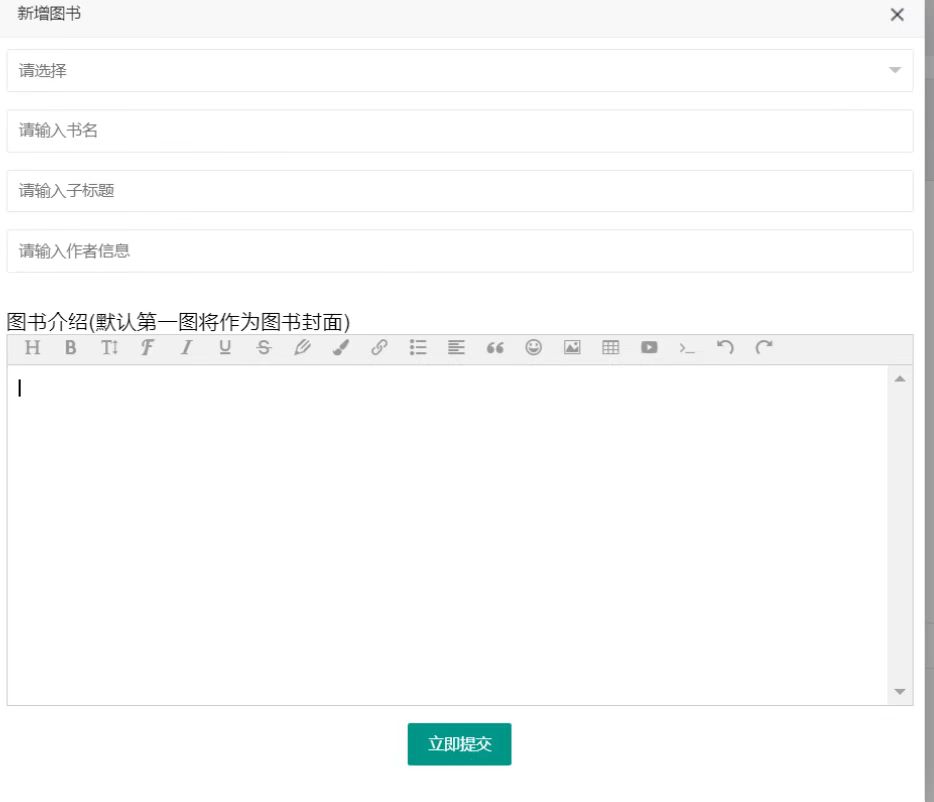 新增图书
请选择
请输入书名
请输入子标题
请输入作者信息
图书介绍(默认第一图将作为图书封面)
立即提交